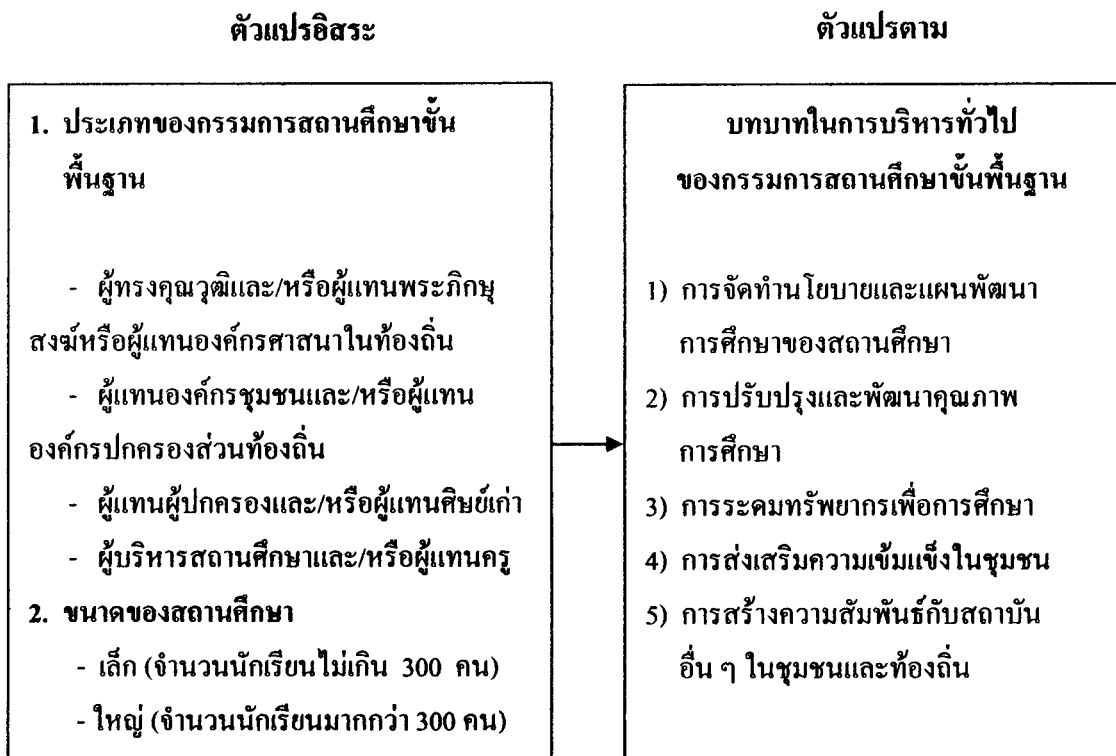 ตัวแปรอิสระ
ตัวแปรตาม
1. ประเภทของกรรมการสถานศึกษาขั้น
พื้นฐาน
- ผู้ทรงคุณวุฒิและ/หรือผู้แทนพระภิกษุ
สงฆ์หรือผู้แทนองค์กรศาสนาในท้องถิ่น
- ผู้แทนองค์กรชุมชนและ/หรือผู้แทน
องค์กรปกครองส่วนท้องถิ่น
- ผู้แทนผู้ปกครองและ/หรือผู้แทนศิษย์เก่า
- ผู้บริหารสถานศึกษาและ/หรือผู้แทนครู
2. ขนาดของสถานศึกษา
- เล็ก (จำนวนนักเรียนไม่เกิน 300 คน)
- ใหญ่ (จำนวนนักเรียนมากกว่า 300 คน)
บทบาทในการบริหารทั่วไป
ของกรรมการสถานศึกษาขั้นพื้นฐาน
1) การจัดทำนโยบายและแผนพัฒนา
การศึกษาของสถานศึกษา
2) การปรับปรุงและพัฒนาคุณภาพ
การศึกษา
3) การระดมทรัพยากรเพื่อการศึกษา
4) การส่งเสริมความเข้มแข็งในชุมชน
5) การสร้างความสัมพันธ์กับสถาบัน
อื่น ๆ ในชุมชนและท้องถิ่น